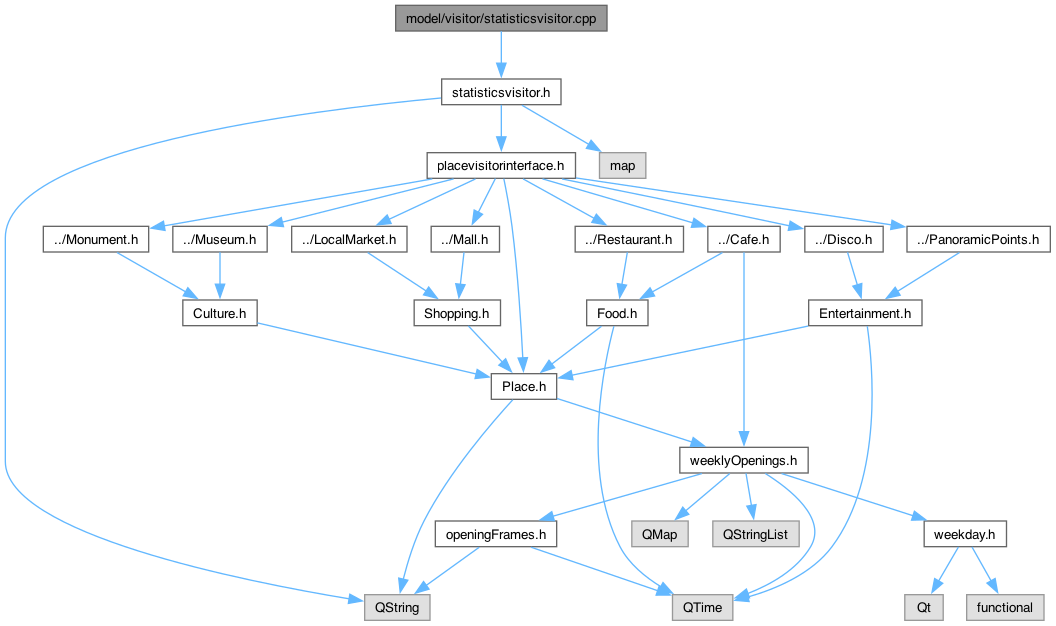 model/visitor/statisticsvisitor.cpp
statisticsvisitor.h
placevisitorinterface.h
map
../Monument.h
../Museum.h
../LocalMarket.h
../Mall.h
../Restaurant.h
../Cafe.h
../Disco.h
../PanoramicPoints.h
Culture.h
Shopping.h
Food.h
Entertainment.h
Place.h
weeklyOpenings.h
openingFrames.h
QMap
QStringList
weekday.h
QString
QTime
Qt
functional